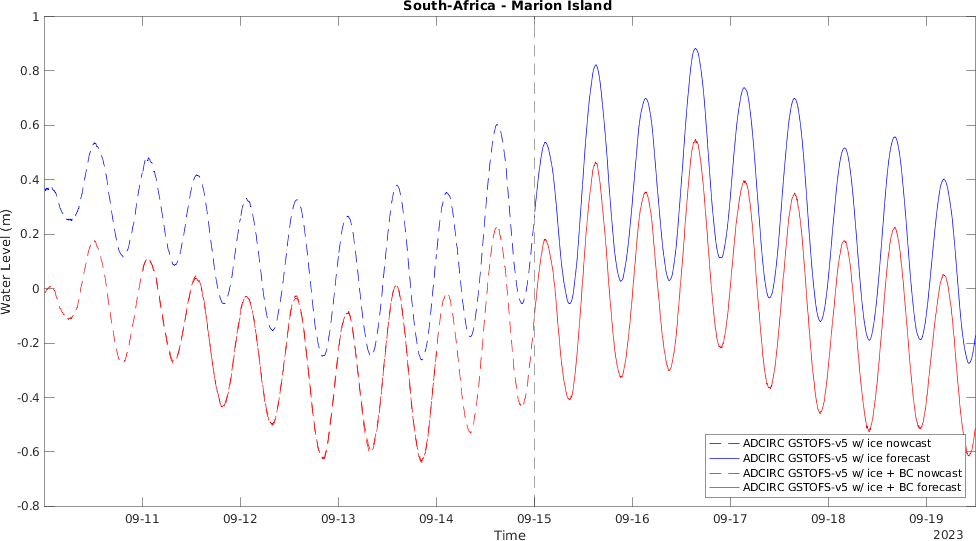 South-Africa - Marion Island
Water Level (m)
1
0.8
0.6
0.4
0.2
0
-0.2
-0.4
-0.6
-0.8
ADCIRC GSTOFS-v5 w/ ice nowcast
ADCIRC GSTOFS-v5 w/ ice forecast
ADCIRC GSTOFS-v5 w/ ice + BC nowcast
ADCIRC GSTOFS-v5 w/ ice + BC forecast
09-11 09-12 09-13 09-14 09-15 09-16 09-17 09-18 09-19
Time
2023